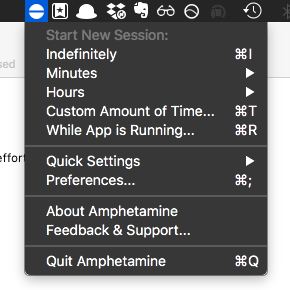 Start New Session:
Indefinitely ⌘I
Minutes ▶
Hours ▶
Custom Amount of Time... ⌘T
While App is Running... ⌘R
Quick Settings ▶
Preferences... ⌘;
About Amphetamine
Feedback & Support...
Quit Amphetamine ⌘Q
sed
effort